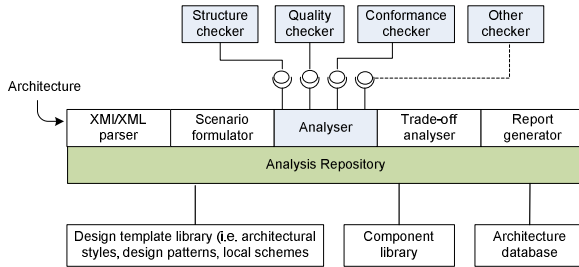 Structure
checker
Quality
checker
Conformance
checker
Other
checker
Architecture
XMI/XML
parser
Scenario
formulator
Analyser
Trade-off
analyser
Report
generator
Analysis Repository
Design template library (i.e. architectural
styles, design patterns, local schemes
Component
library
Architecture
database